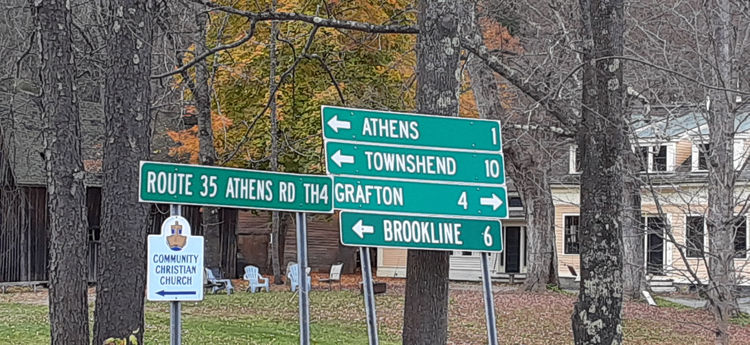 ATHENS 1
TOWNSHEND 10
GRAFTON 4
BROOKLINE 6
ROUTE 35 ATHENS RD TH4
COMMUNITY
CHRISTIAN
CHURCH